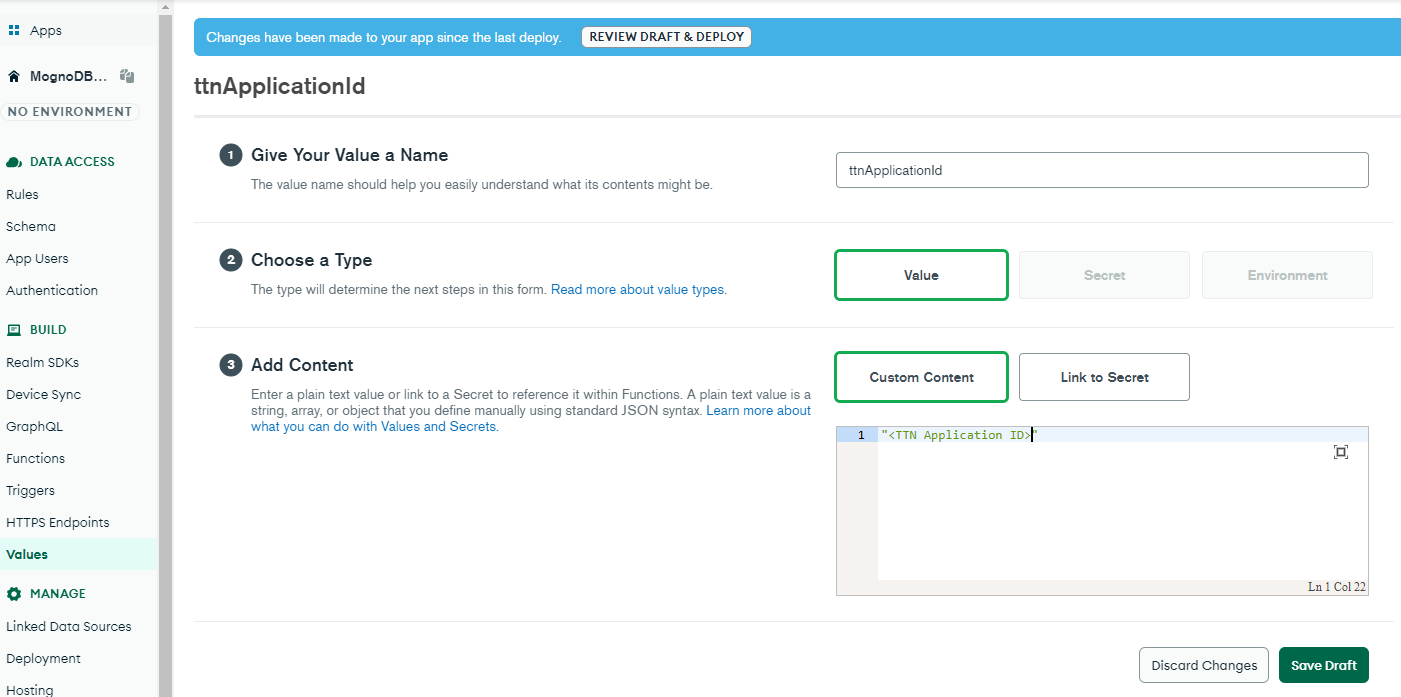 Apps
MognoDB...
NO ENVIRONMENT
DATA ACCESS
Rules
Schema
App Users
Authentication
BUILD
Realm SDKs
Device Sync
GraphQL
Functions
Triggers
HTTPS Endpoints
Values
MANAGE
Linked Data Sources
Deployment
Hosting
Changes have been made to your app since the last deploy. REVIEW DRAFT & DEPLOY
ttnApplicationId
1 Give Your Value a Name
The value name should help you easily understand what its contents might be.
ttnApplicationId
2 Choose a Type
The type will determine the next steps in this form. Read more about value types.
Value Secret Environment
3 Add Content
Enter a plain text value or link to a Secret to reference it within Functions. A plain text value is a
string, array, or object that you define manually using standard JSON syntax. Learn more about
what you can do with Values and Secrets.
Custom Content Link to Secret
1 "<TTN Application ID>"
Ln 1 Col 22
Discard Changes Save Draft